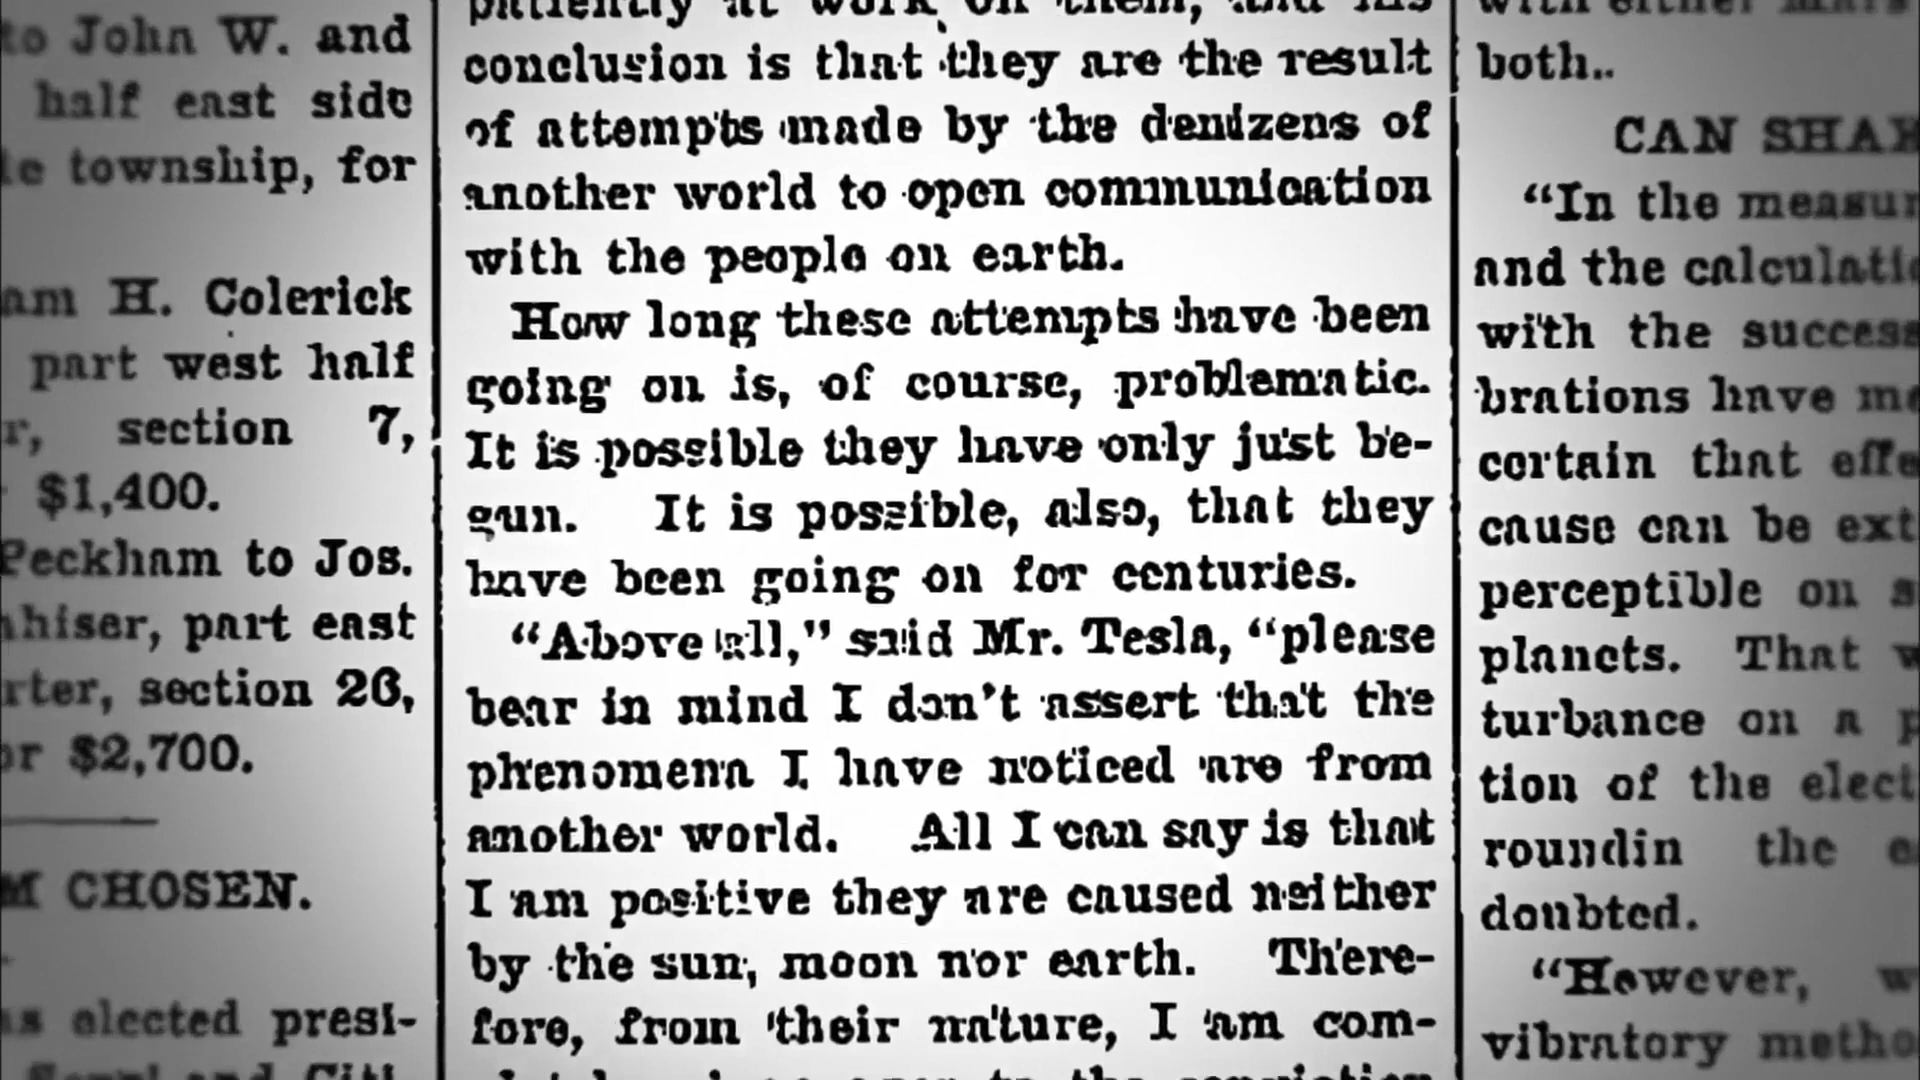 to John W. and
half east side
le township, for
am H. Colerick
part west half
r, section 7,
$1,400.
Peckham to Jos.
hiser, part east
rter, section 26,
or $2,700.
M CHOSEN.
as elected presi-
patiently at work on them, and his
conclusion is that they are the result
of attempts made by the denizens of
another world to open communication
with the people on earth.
How long these attempts have been
going on is, of course, problematic.
It is possible they have only just be-
gun. It is possible, also, that they
have been going on for centuries.
“Above all,” said Mr. Tesla, “please
bear in mind I don’t assert that the
phenomena I have noticed are from
another world. All I can say is that
I am positive they are caused neither
by the sun, moon nor earth. There-
fore, from their nature, I am com-
to the conviction
with either Mars
both..
CAN SHAK
“In the measur
and the calculati
with the success
brations have
certain that effe
cause can be ext
perceptible on s
planets. That w
turbance on a p
tion of the elect
roundin the e
doubted.
“However, w
vibratory metho